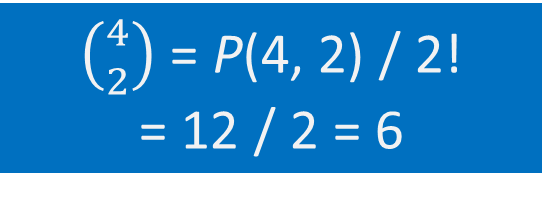 (4 2) = P(4, 2) / 2!
= 12 / 2 = 6